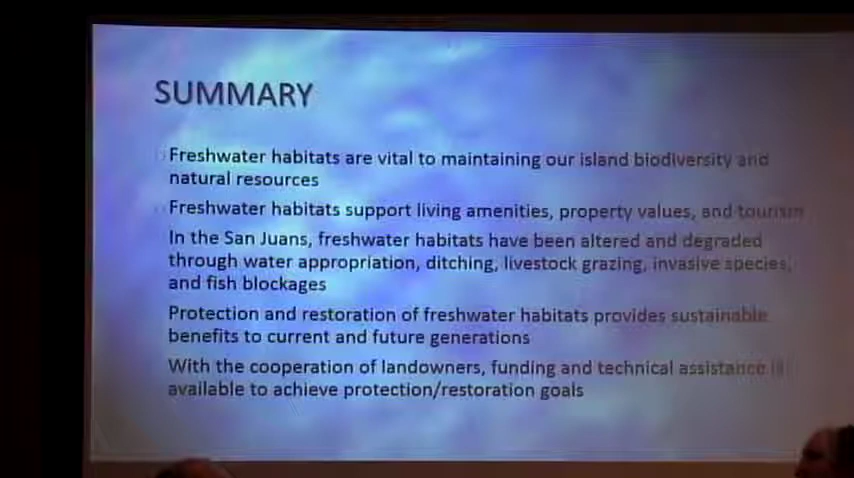 SUMMARY
Freshwater habitats are vital to maintaining our island biodiversity and
natural resources
Freshwater habitats support living amenities, property values, and tourism
In the San Juans, freshwater habitats have been altered and degraded
through water appropriation, ditching, livestock grazing, invasive species,
and fish blockages
Protection and restoration of freshwater habitats provides sustainable
benefits to current and future generations
With the cooperation of landowners, funding and technical assistance is
available to achieve protection/restoration goals